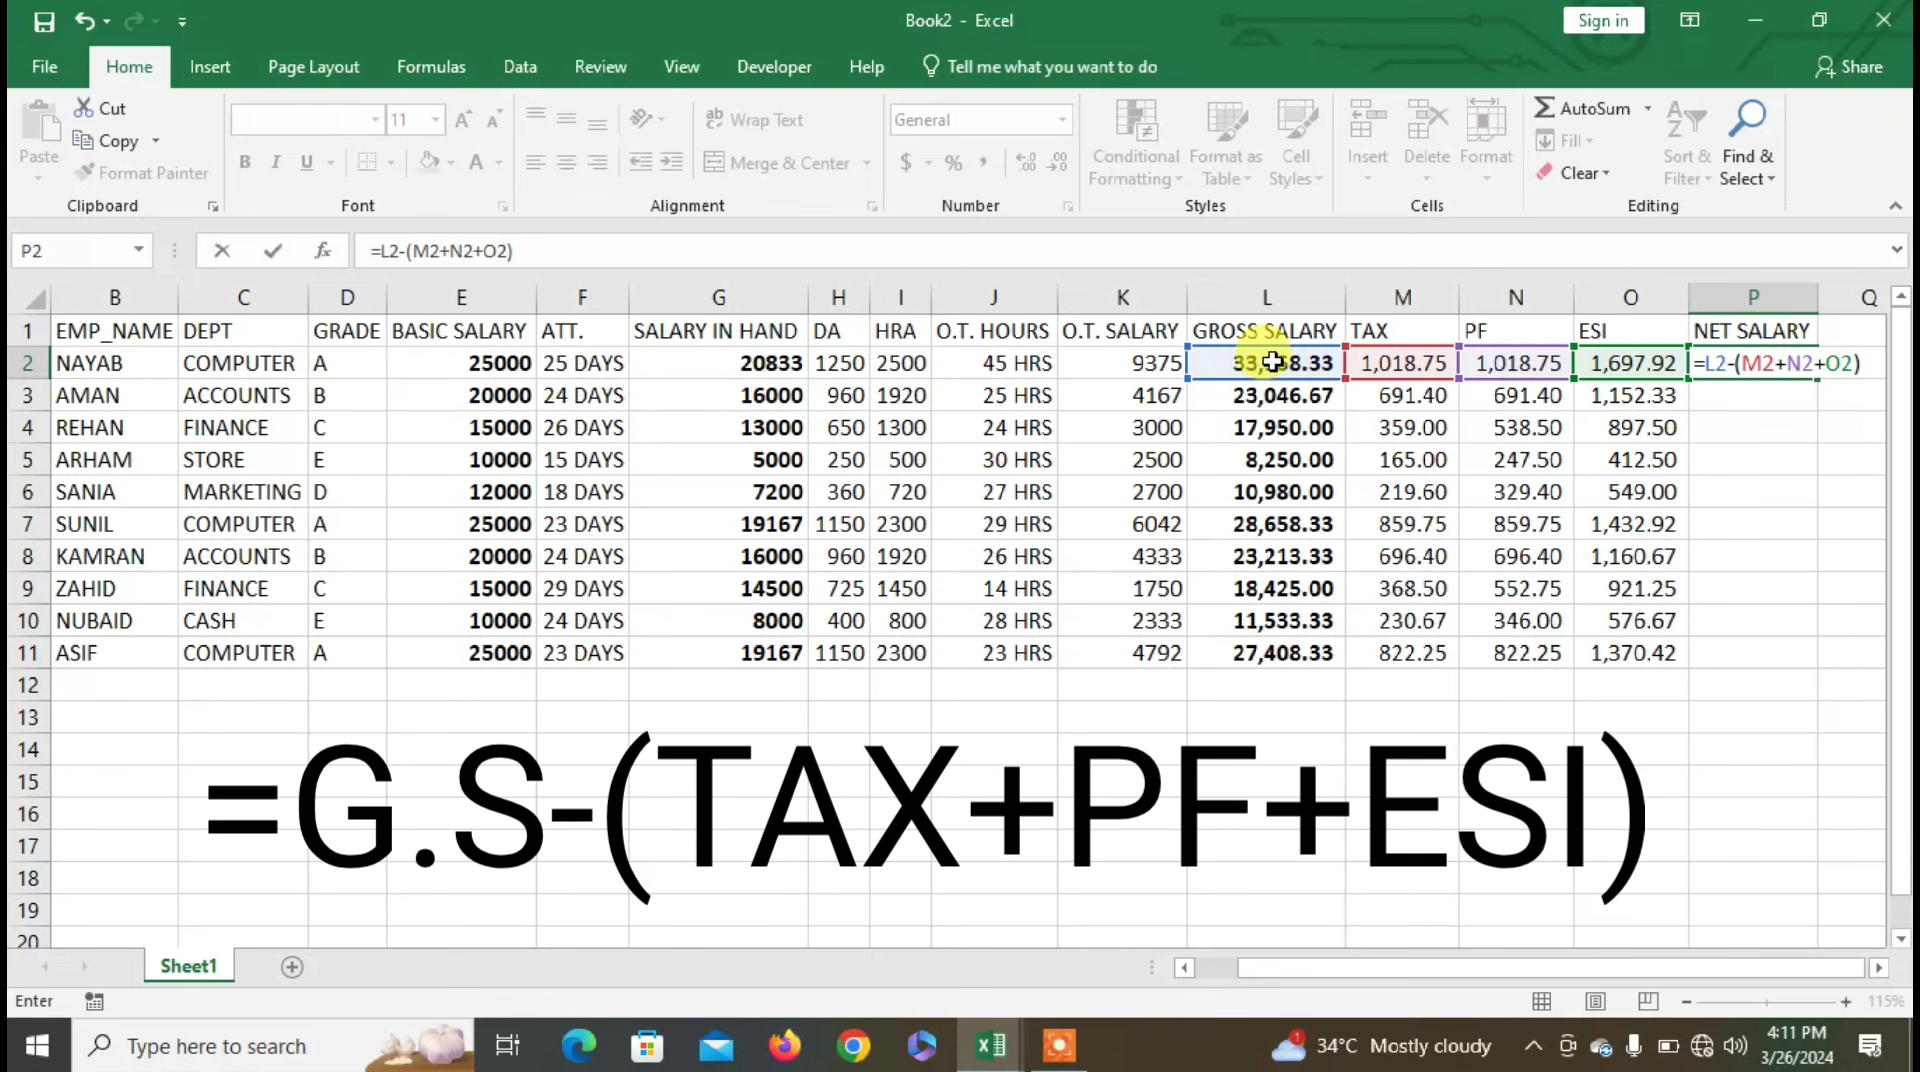 Book2 - Excel
Sign in
File Home Insert Page Layout Formulas Data Review View Developer Help Tell me what you want to do Share
Cut
Copy
Format Painter
Paste
11
B I U
Wrap Text
Merge & Center
General
$ % ,
Conditional Formatting
Format as Table
Cell Styles
Insert Delete Format
AutoSum
Fill
Clear
Sort & Filter
Find & Select
Clipboard Font Alignment Number Styles Cells Editing
P2 fx =L2-(M2+N2+O2)
B C D E F G H I J K L M N O P Q
1 EMP_NAME DEPT GRADE BASIC SALARY ATT. SALARY IN HAND DA HRA O.T. HOURS O.T. SALARY GROSS SALARY TAX PF ESI NET SALARY
2 NAYAB COMPUTER A 25000 25 DAYS 20833 1250 2500 45 HRS 9375 1,018.75 1,018.75 1,697.92 =L2-(M2+N2+O2)
3 AMAN ACCOUNTS B 20000 24 DAYS 16000 960 1920 25 HRS 4167 23,046.67 691.40 691.40 1,152.33
4 REHAN FINANCE C 15000 26 DAYS 13000 650 1300 24 HRS 3000 17,950.00 359.00 538.50 897.50
5 ARHAM STORE E 10000 15 DAYS 5000 250 500 30 HRS 2500 8,250.00 165.00 247.50 412.50
6 SANIA MARKETING D 12000 18 DAYS 7200 360 720 27 HRS 2700 10,980.00 219.60 329.40 549.00
7 SUNIL COMPUTER A 25000 23 DAYS 19167 1150 2300 29 HRS 6042 28,658.33 859.75 859.75 1,432.92
8 KAMRAN ACCOUNTS B 20000 24 DAYS 16000 960 1920 26 HRS 4333 23,213.33 696.40 696.40 1,160.67
9 ZAHID FINANCE C 15000 29 DAYS 14500 725 1450 14 HRS 1750 18,425.00 368.50 552.75 921.25
10 NUBAID CASH E 10000 24 DAYS 8000 400 800 28 HRS 2333 11,533.33 230.67 346.00 576.67
11 ASIF COMPUTER A 25000 23 DAYS 19167 1150 2300 23 HRS 4792 27,408.33 822.25 822.25 1,370.42
12
13
14
15
16
17
18
19
20
=G.S-(TAX+PF+ESI)
Sheet1
Enter
115%
Type here to search
34°C Mostly cloudy
4:11 PM
3/26/2024